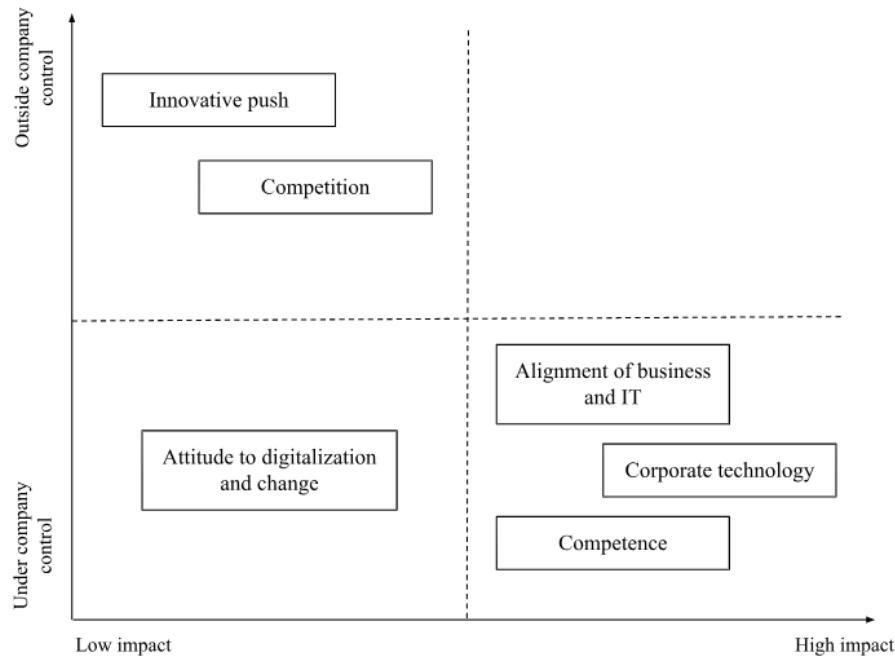 Outside company
control
Innovative push
Competition
Alignment of business
and IT
Attitude to digitalization
and change
Corporate technology
Competence
Under company
control
Low impact
High impact